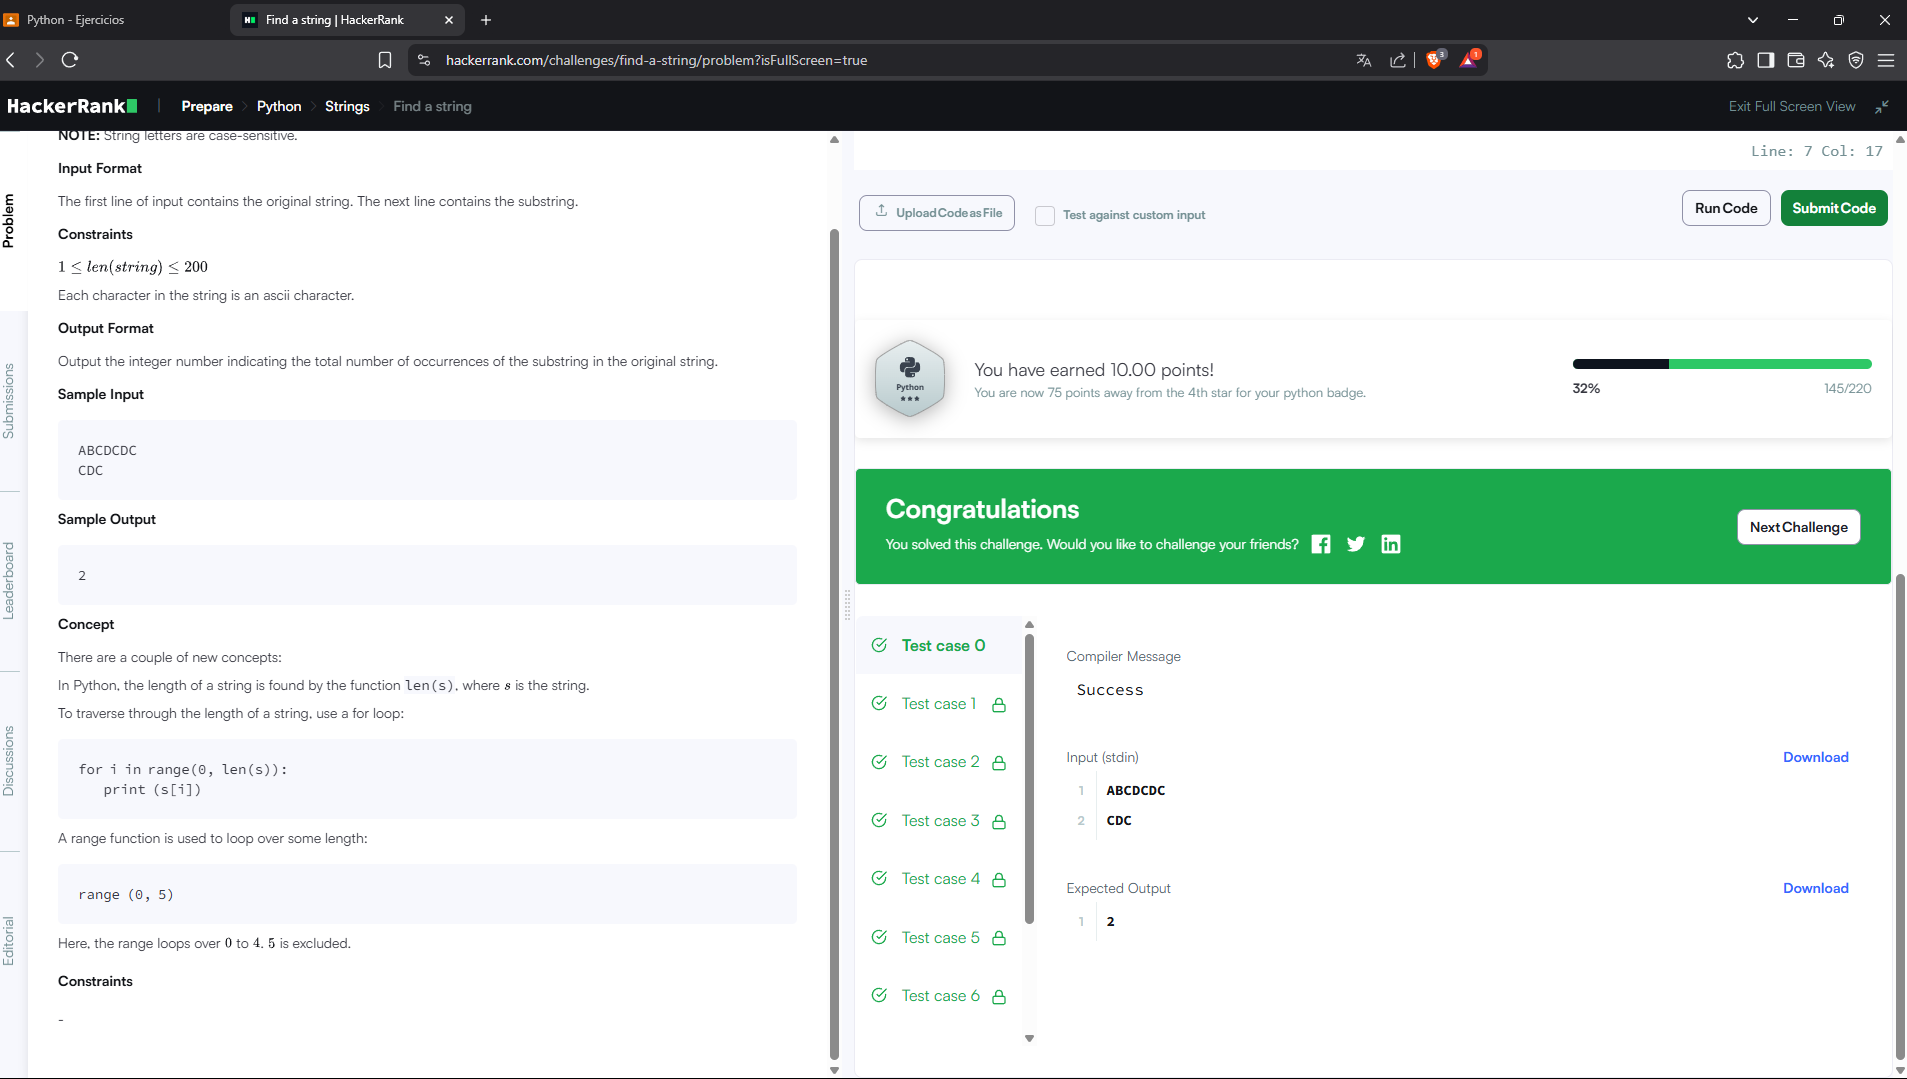 Python - Ejercicios
Find a string | HackerRank
hackerrank.com/challenges/find-a-string/problem?isFullScreen=true
3
1
HackerRank
Prepare
Python
Strings
Find a string
Exit Full Screen View
Problem
Submissions
Leaderboard
Discussions
Editorial
NOTE: String letters are case-sensitive.
Input Format
The first line of input contains the original string. The next line contains the substring.
Constraints
1 ≤ len(string) ≤ 200
Each character in the string is an ascii character.
Output Format
Output the integer number indicating the total number of occurrences of the substring in the original string.
Sample Input
ABCDCDC
CDC
Sample Output
2
Concept
There are a couple of new concepts:
In Python, the length of a string is found by the function len(s), where s is the string.
To traverse through the length of a string, use a for loop:
for i in range(0, len(s)):
print (s[i])
A range function is used to loop over some length:
range (0, 5)
Here, the range loops over 0 to 4. 5 is excluded.
Constraints
-
Line: 7 Col: 17
Upload Code as File
Test against custom input
Run Code
Submit Code
Python
You have earned 10.00 points!
You are now 75 points away from the 4th star for your python badge.
32%
145/220
Congratulations
You solved this challenge. Would you like to challenge your friends?
Next Challenge
Test case 0
Test case 1
Test case 2
Test case 3
Test case 4
Test case 5
Test case 6
Compiler Message
Success
Input (stdin)
Download
1 ABCDCDC
2 CDC
Expected Output
Download
1 2